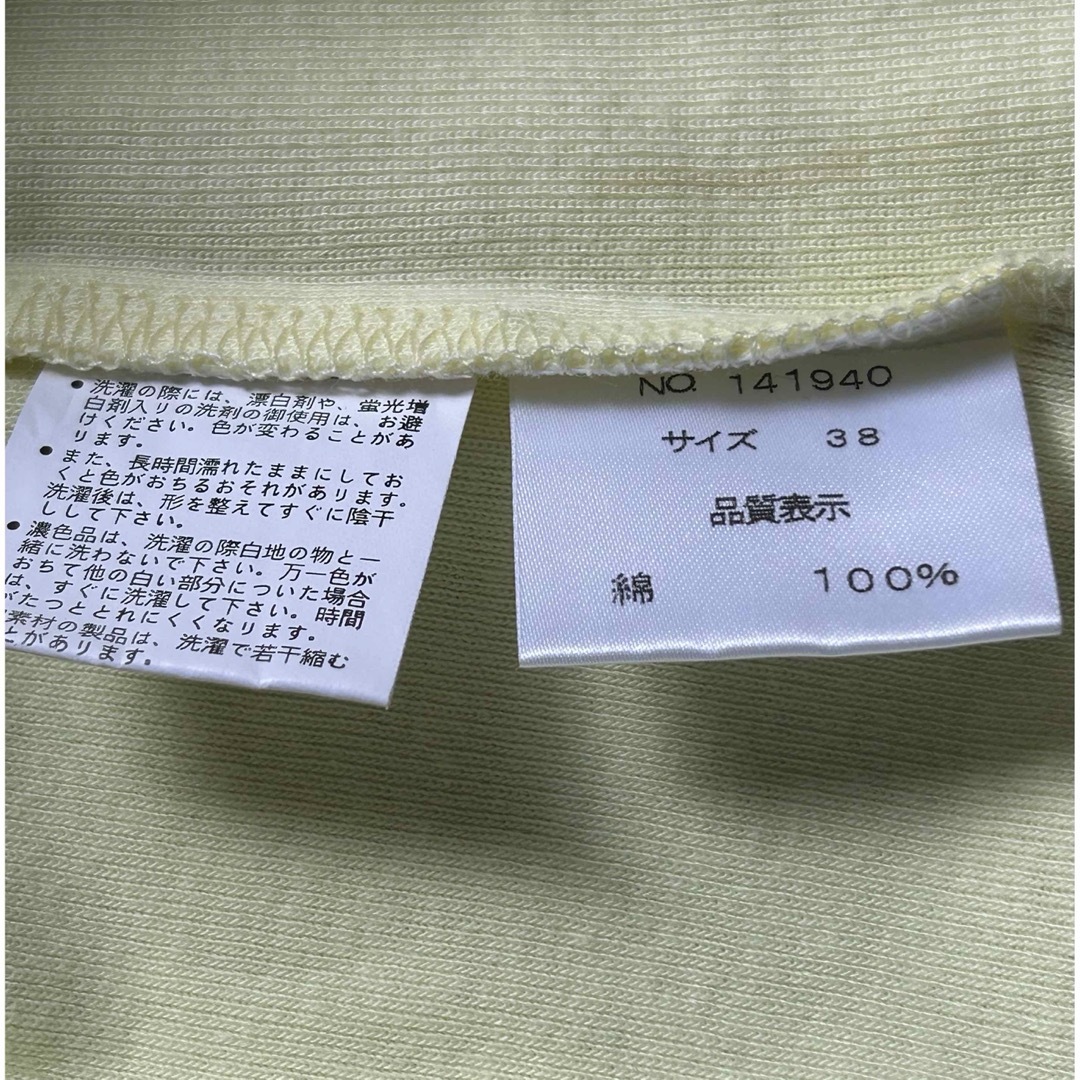 • 洗濯の際には、漂白剤や、蛍光増
白剤入りの洗剤の御使用は、お避
けください。色が変わることがあ
ります。
• また、長時間濡れたままにしてお
くと色がおちるおそれがあります。
洗濯後は、形を整えてすぐに陰干
しして下さい。
• 濃色品は、洗濯の際白地の物と一
緒に洗わないで下さい。万一色が
おちて他の白い部分についた場合
は、すぐに洗濯して下さい。時間
がたつととれにくくなります。
素材の製品は、洗濯で若干縮む
とがあります。
NO. 141940
サイズ 38
品質表示
綿 100%